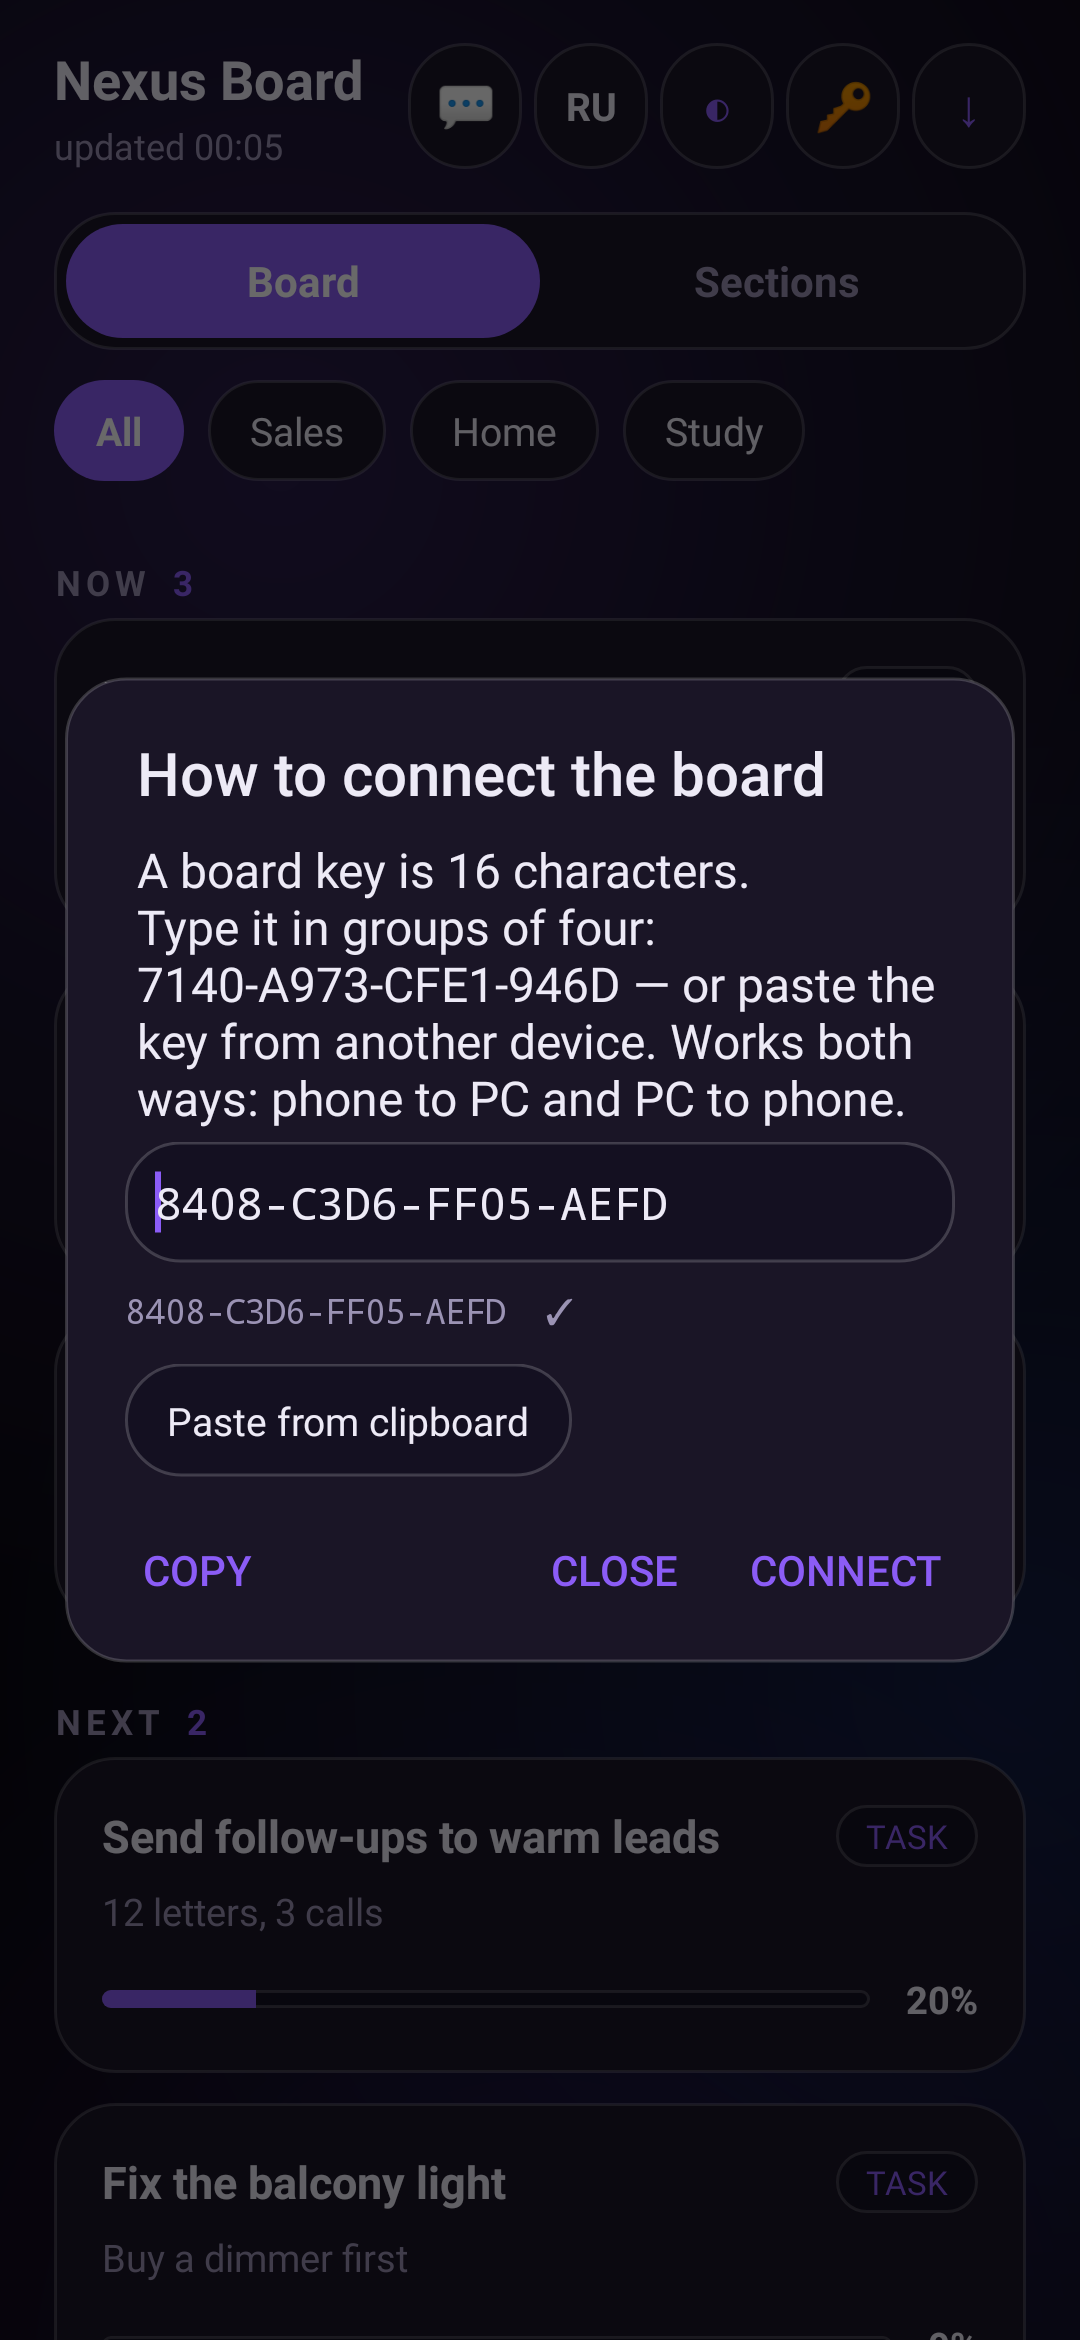 Nexus Board
updated 00:05
RU
Board
Sections
All
Sales
Home
Study
NOW 3
How to connect the board
A board key is 16 characters.
Type it in groups of four:
7140-A973-CFE1-946D — or paste the
key from another device. Works both
ways: phone to PC and PC to phone.
8408-C3D6-FF05-AEFD
8408-C3D6-FF05-AEFD ✓
Paste from clipboard
COPY
CLOSE
CONNECT
NEXT 2
Send follow-ups to warm leads
TASK
12 letters, 3 calls
20%
Fix the balcony light
TASK
Buy a dimmer first